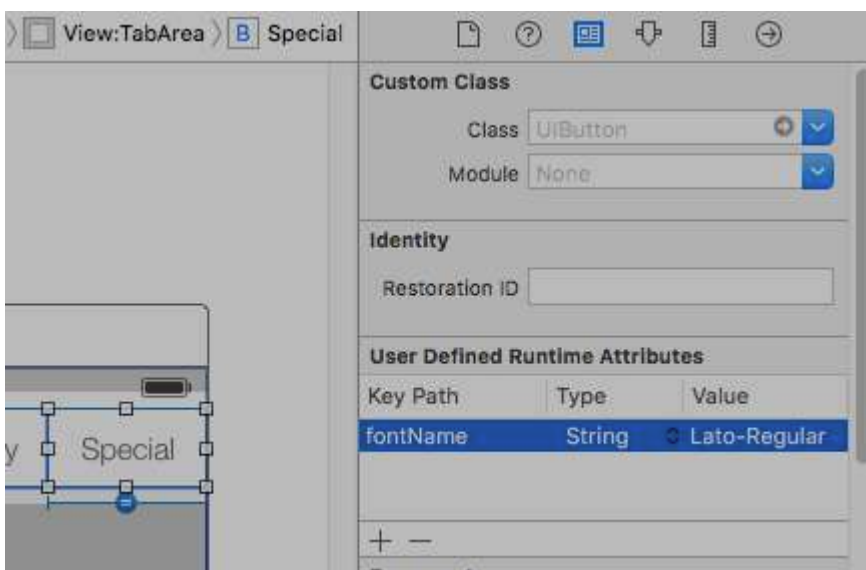 View:TabArea B Special
Custom Class
Class UIButton
Module None
Identity
Restoration ID
User Defined Runtime Attributes
Key Path Type Value
fontName String Lato-Regular
y Special